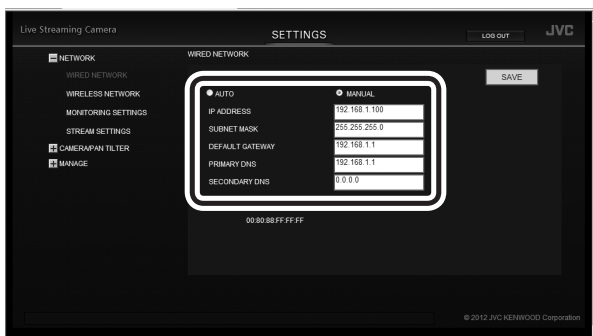 Live Streaming Camera
SETTINGS
LOG OUT
JVC
NETWORK
WIRED NETWORK
WIRELESS NETWORK
MONITORING SETTINGS
STREAM SETTINGS
CAMERA/PAN TILTER
MANAGE
WIRED NETWORK
SAVE
AUTO
MANUAL
IP ADDRESS 192.168.1.100
SUBNET MASK 255.255.255.0
DEFAULT GATEWAY 192.168.1.1
PRIMARY DNS 192.168.1.1
SECONDARY DNS 0.0.0.0
00:80:88:FF:FF:FF
© 2012 JVC KENWOOD Corporation